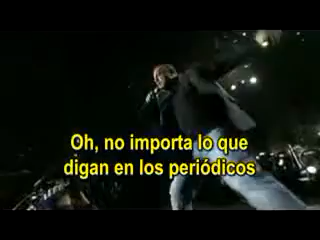 Oh, no importa lo que
digan en los periódicos